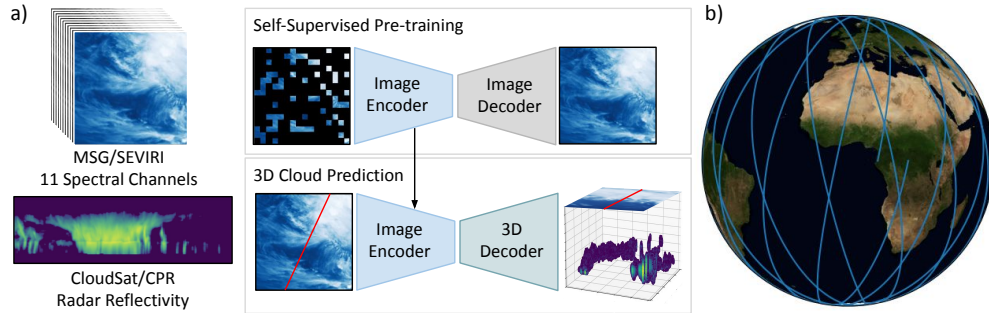 a)
MSG/SEVIRI
11 Spectral Channels
CloudSat/CPR
Radar Reflectivity
Self-Supervised Pre-training
Image
Encoder
Image
Decoder
3D Cloud Prediction
Image
Encoder
3D
Decoder
b)